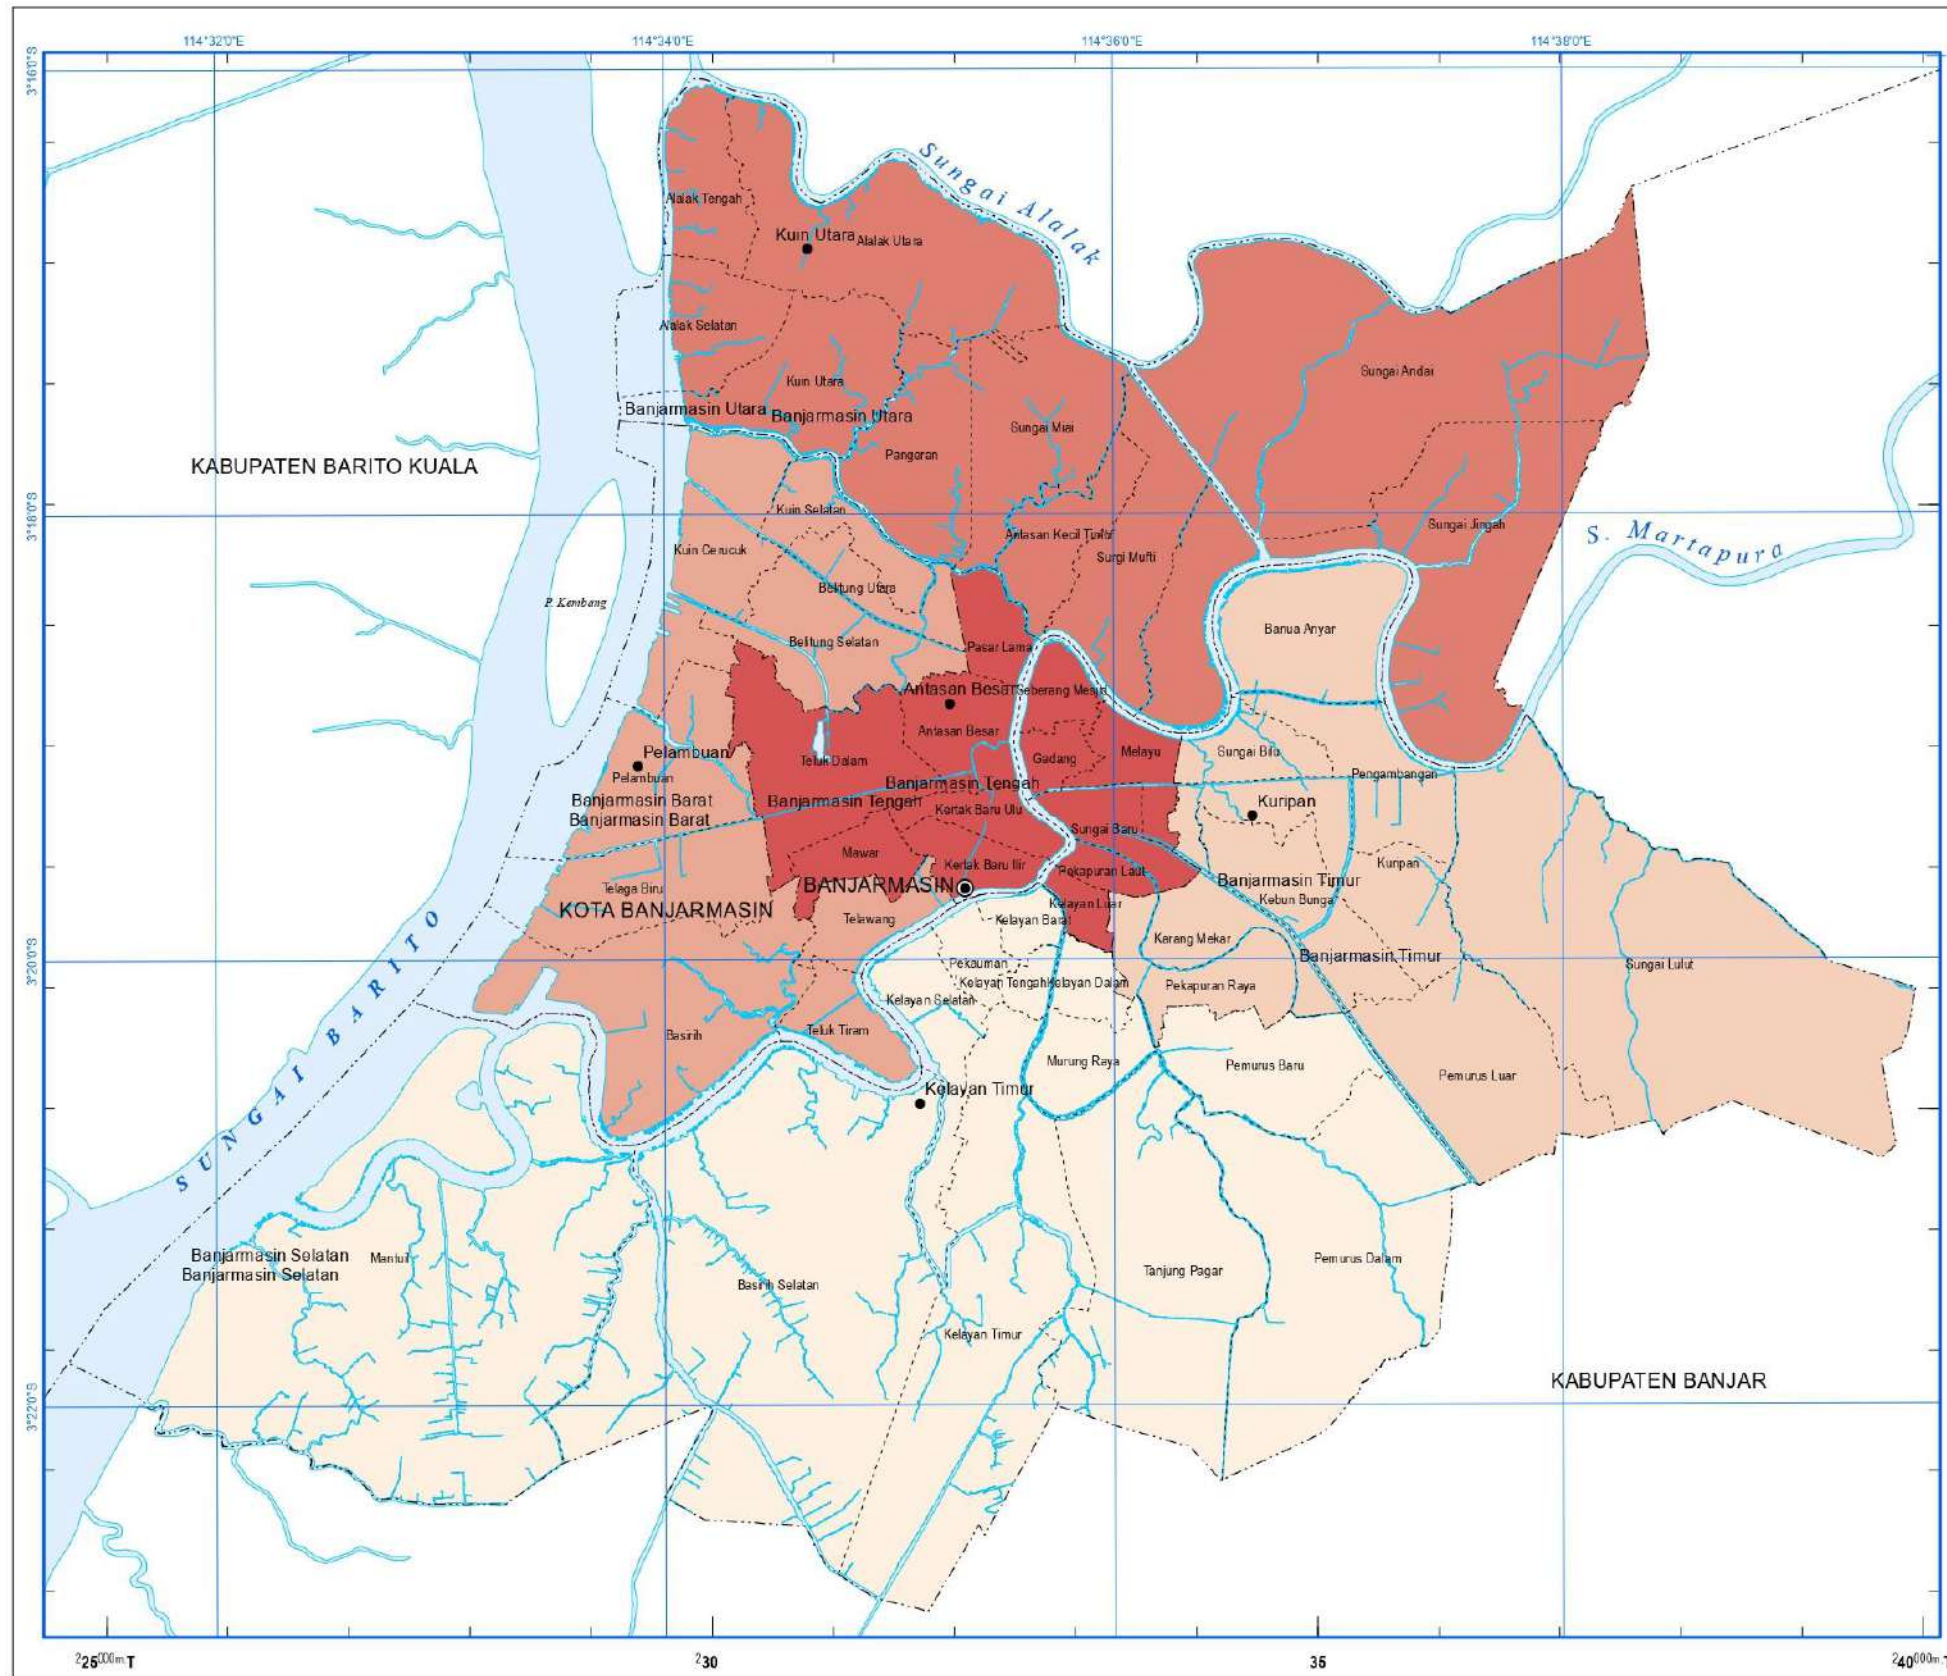 114°32'0"E
114°34'0"E
114°36'0"E
114°38'0"E
3°16'0"S
Sungai Alalak
Alalak Tengah
Kuin Utara
Alalak Utara
Alalak Selatan
Sungai Andai
Kuin Utara
Banjarmasin Utara
Banjarmasin Utara
Sungai Miai
Pangeran
KABUPATEN BARITO KUALA
3°18'0"S
Kuin Selatan
Sungai Jingah
S. Martapura
Antasan Kecil Timur
Kuin Cerucuk
Surgi Mufti
Belitung Utara
P. Kembang
Banua Anyar
Belitung Selatan
Pasar Lama
Antasan Besar
Seberang Mesjid
Antasan Besar
Pelambuan
Teluk Dalam
Gadang
Melayu
Sungai Bilu
Pelambuan
Pengambangan
Banjarmasin Tengah
Banjarmasin Barat
Banjarmasin Tengah
Kuripan
Banjarmasin Barat
Kertak Baru Ulu
Sungai Baru
Mawar
Kertak Baru Ilir
Kuripan
Pekapuran Laut
Telaga Biru
BANJARMASIN
Banjarmasin Timur
Kebun Bunga
KOTA BANJARMASIN
Telawang
Kelayan Luar
Kelayan Barat
Karang Mekar
SUNGAI BARITO
3°20'0"S
Pekauman
Banjarmasin Timur
Sungai Lulut
Kelayan Tengah
Kelayan Dalam
Pekapuran Raya
Kelayan Selatan
Basirih
Teluk Tiram
Murung Raya
Pemurus Baru
Pemurus Luar
Kelayan Timur
Banjarmasin Selatan
Mantuil
Pemurus Dalam
Banjarmasin Selatan
Basirih Selatan
Tanjung Pagar
Kelayan Timur
KABUPATEN BANJAR
3°22'0"S
225000m.T
230
35
240000m.T